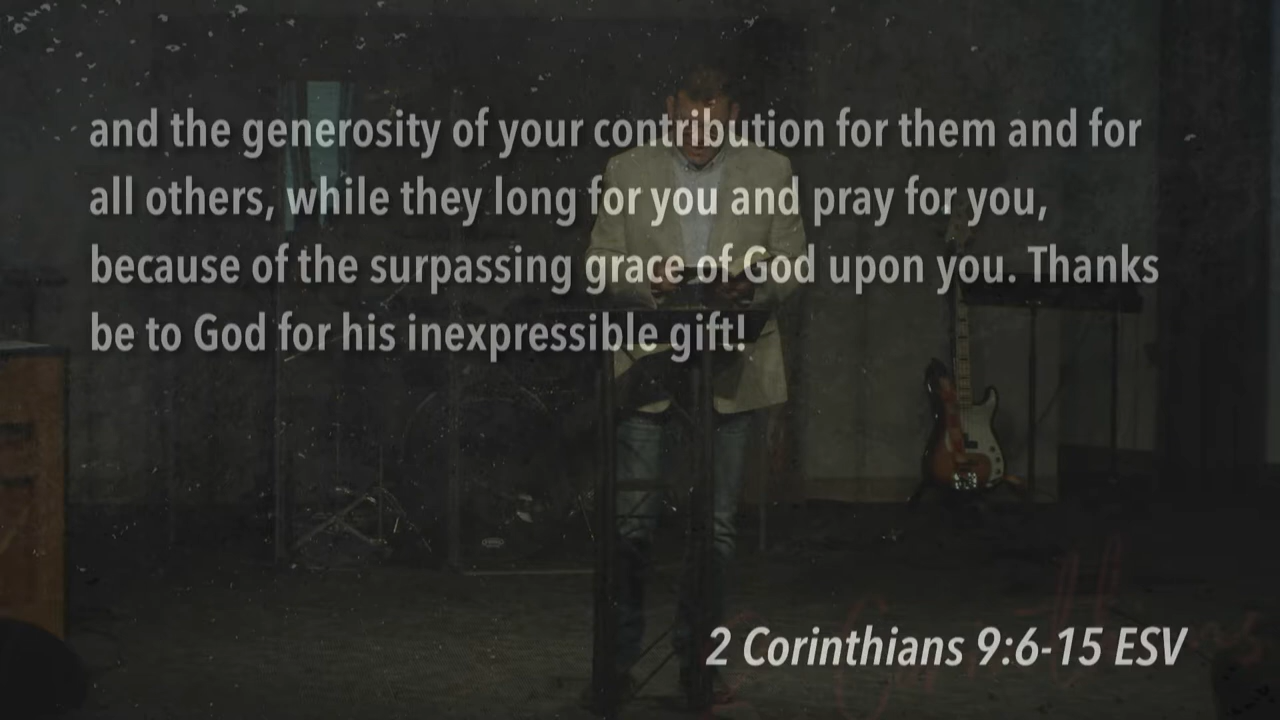 and the generosity of your contribution for them and for
all others, while they long for you and pray for you,
because of the surpassing grace of God upon you. Thanks
be to God for his inexpressible gift!
2 Corinthians 9:6-15 ESV